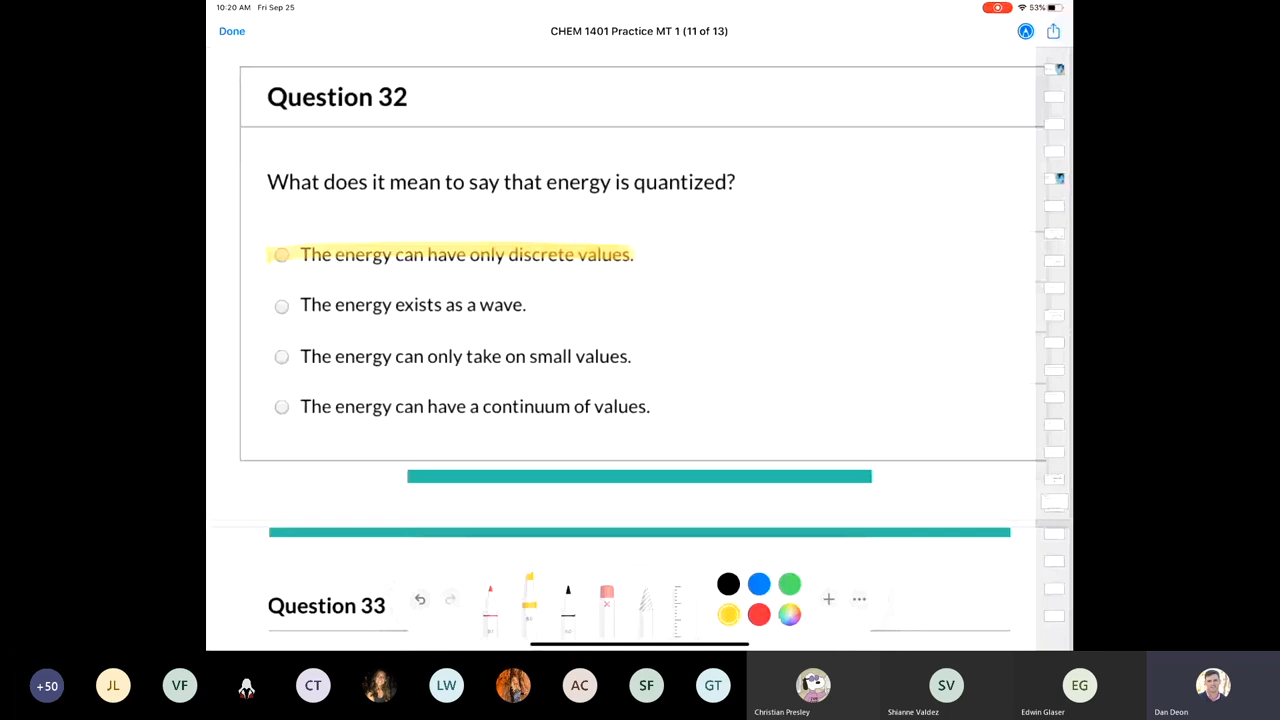 10:20 AM Fri Sep 25
53%
Done
CHEM 1401 Practice MT 1 (11 of 13)
Question 32
What does it mean to say that energy is quantized?
The energy can have only discrete values.
The energy exists as a wave.
The energy can only take on small values.
The energy can have a continuum of values.
Question 33
+50
JL
VF
CT
LW
AC
SF
GT
SV
EG
Christian Presley
Shianne Valdez
Edwin Glaser
Dan Deon